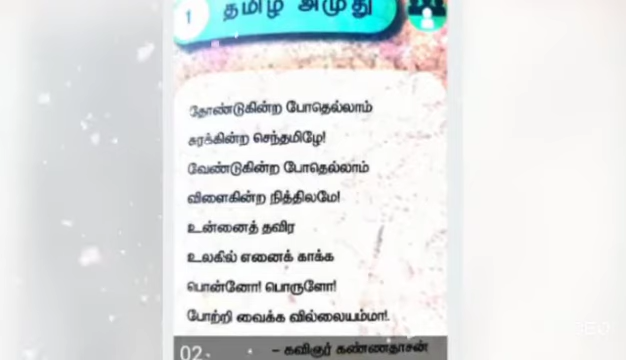 1 தமிழ் அமுது
தோண்டுகின்ற போதெல்லாம்
சுரக்கின்ற செந்தமிழே!
வேண்டுகின்ற போதெல்லாம்
விளைகின்ற நித்திலமே!
உன்னைத் தவிர
உலகில் எனைக் காக்க
பொன்னோ! பொருளோ!
போற்றி வைக்க வில்லையம்மா!.
02
- கவிஞர் கண்ணதாசன்